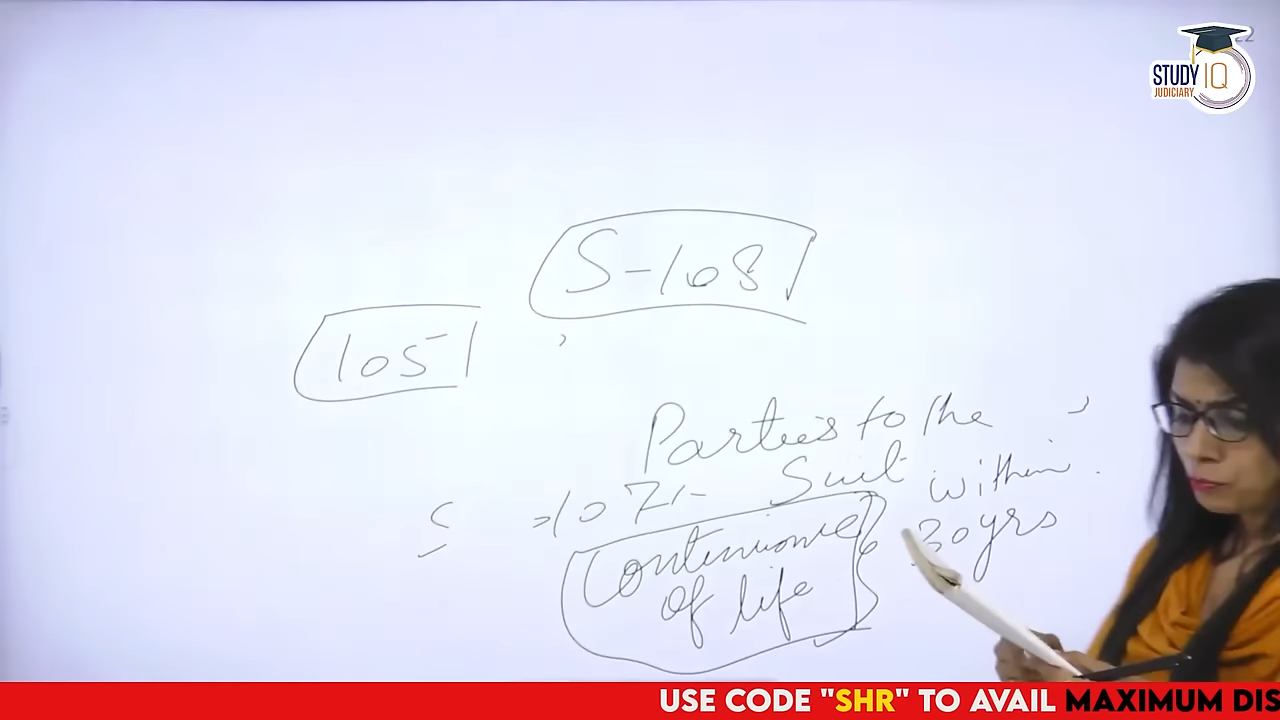 22
STUDY IQ
JUDICIARY
S-108
105
Parties to the
Suit within
S 107:-
30yrs
Continuance
of life
USE CODE "SHR" TO AVAIL MAXIMUM DIS